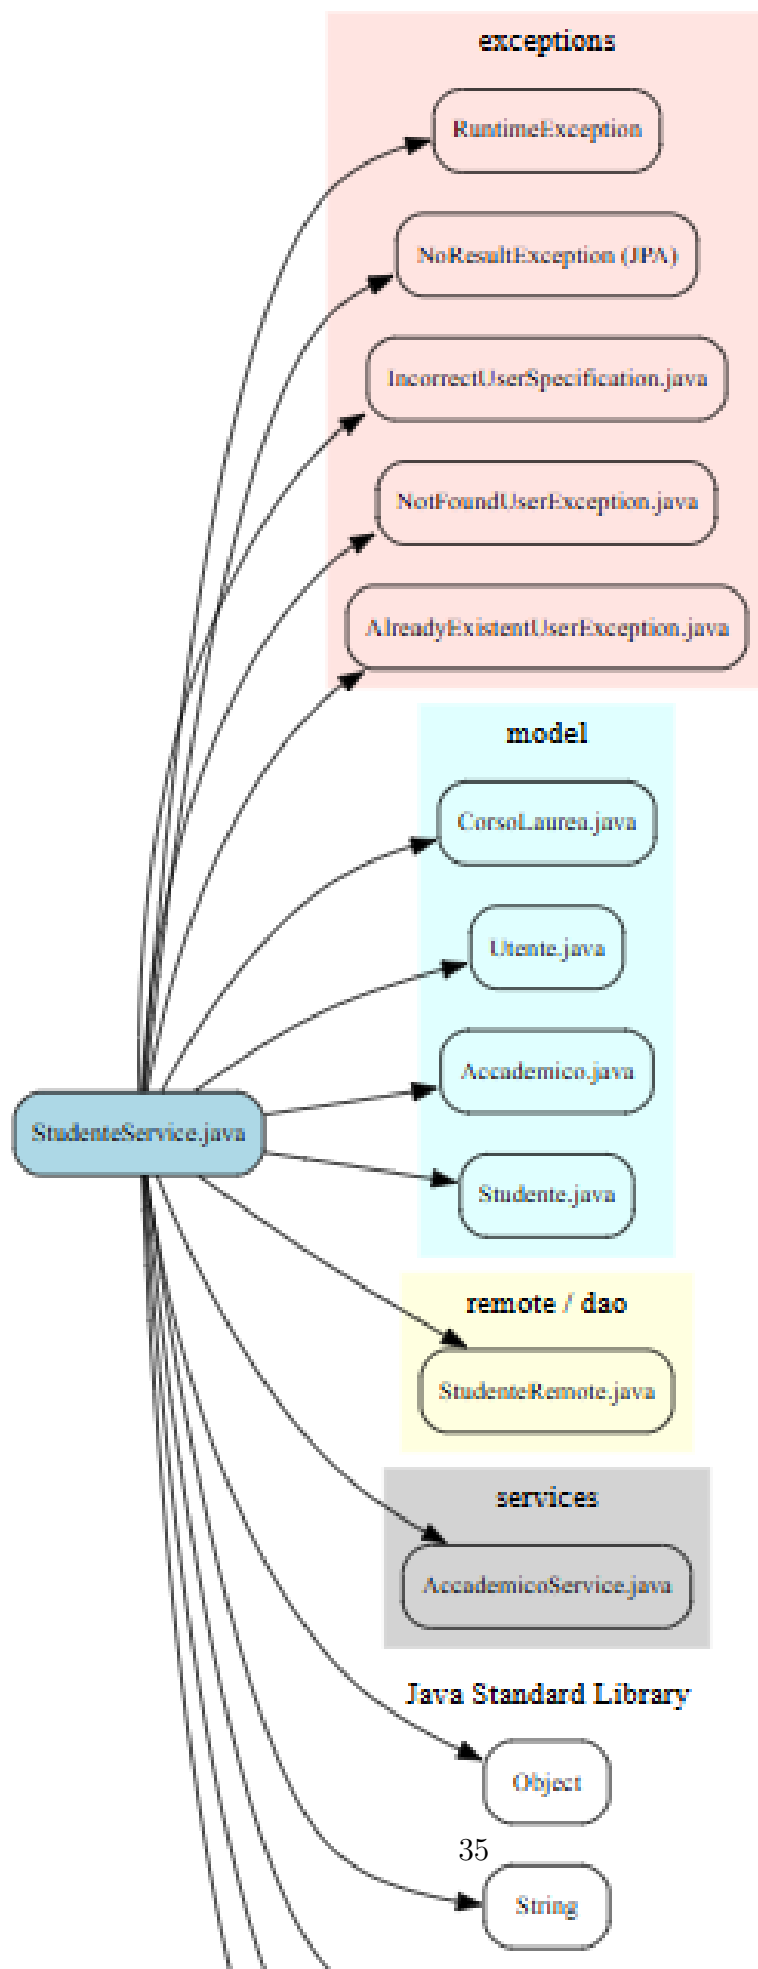 exceptions
RuntimeException
NoResultException (JPA)
IncorrectUserSpecification.java
NotFoundUserException.java
AlreadyExistentUserException.java
model
CorsoLaurea.java
Utente.java
Accademico.java
StudenteService.java
Studente.java
remote / dao
StudenteRemote.java
services
AccademicoService.java
Java Standard Library
Object
35
String